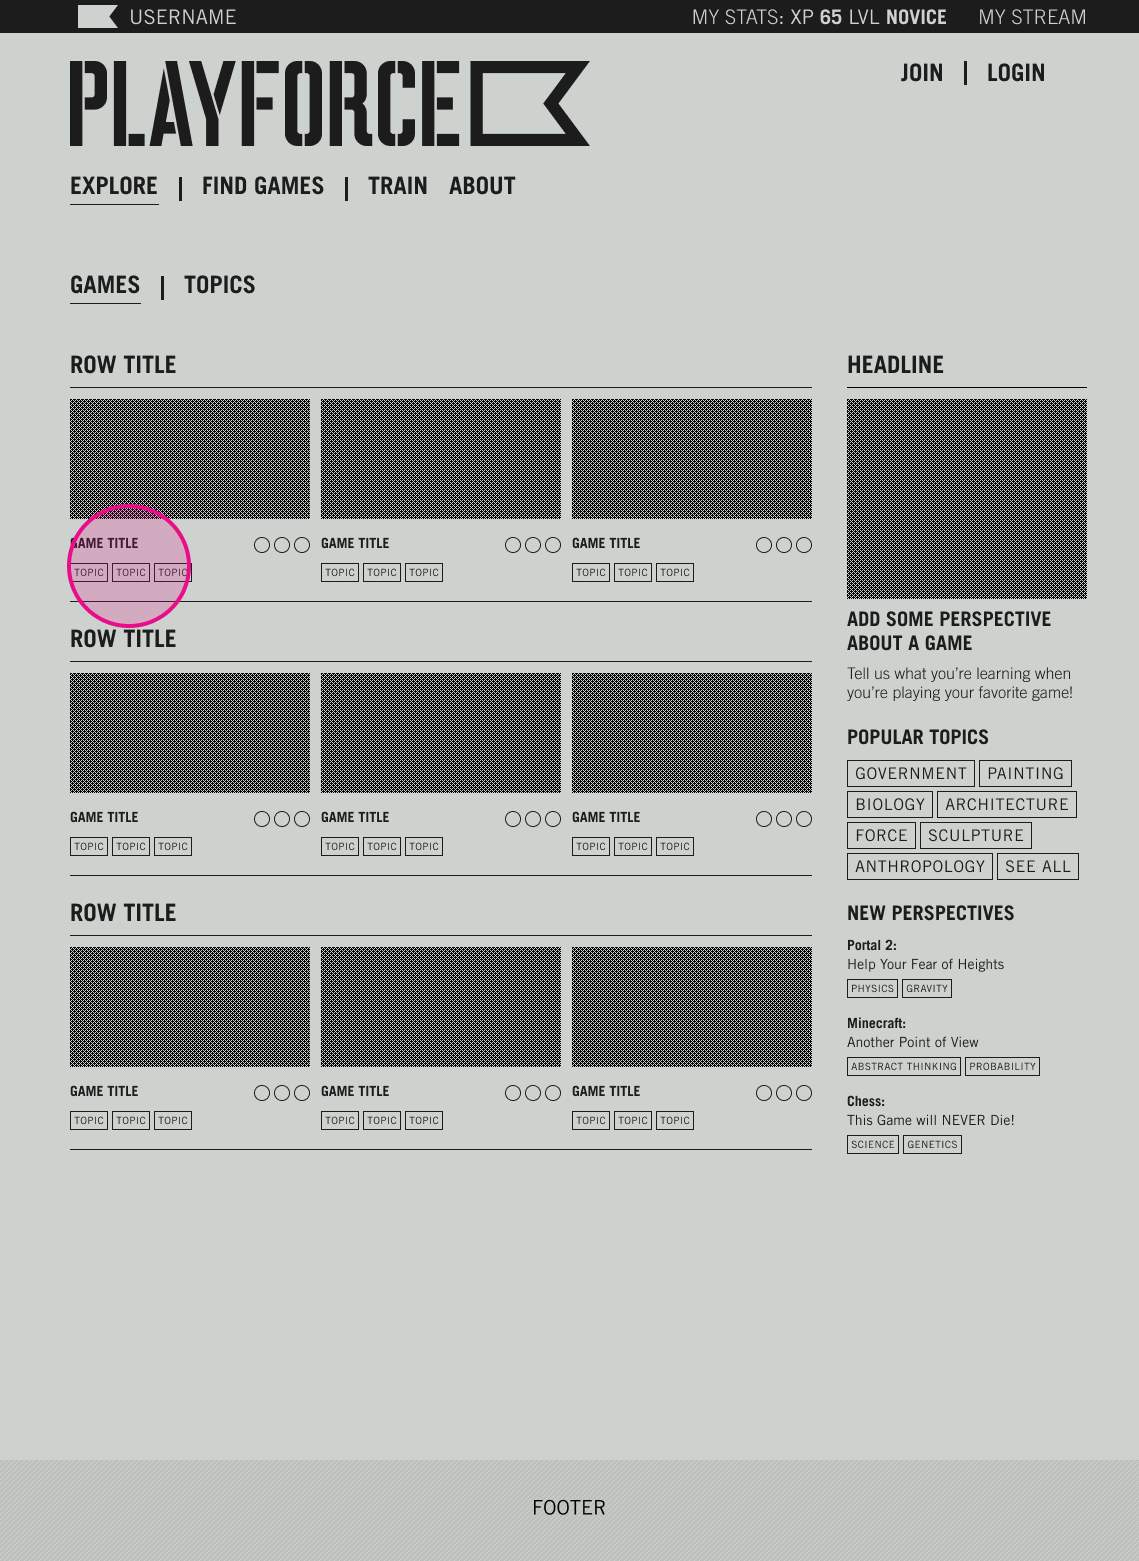 USERNAME
MY STATS: XP 65 LVL NOVICE MY STREAM
PLAYFORCE
JOIN | LOGIN
EXPLORE | FIND GAMES | TRAIN ABOUT
GAMES | TOPICS
ROW TITLE
GAME TITLE GAME TITLE GAME TITLE
TOPIC TOPIC TOPIC TOPIC TOPIC TOPIC TOPIC TOPIC TOPIC
ROW TITLE
GAME TITLE GAME TITLE GAME TITLE
TOPIC TOPIC TOPIC TOPIC TOPIC TOPIC TOPIC TOPIC TOPIC
ROW TITLE
GAME TITLE GAME TITLE GAME TITLE
TOPIC TOPIC TOPIC TOPIC TOPIC TOPIC TOPIC TOPIC TOPIC
HEADLINE
ADD SOME PERSPECTIVE
ABOUT A GAME
Tell us what you’re learning when
you’re playing your favorite game!
POPULAR TOPICS
GOVERNMENT PAINTING
BIOLOGY ARCHITECTURE
FORCE SCULPTURE
ANTHROPOLOGY SEE ALL
NEW PERSPECTIVES
Portal 2:
Help Your Fear of Heights
PHYSICS GRAVITY
Minecraft:
Another Point of View
ABSTRACT THINKING PROBABILITY
Chess:
This Game will NEVER Die!
SCIENCE GENETICS
FOOTER